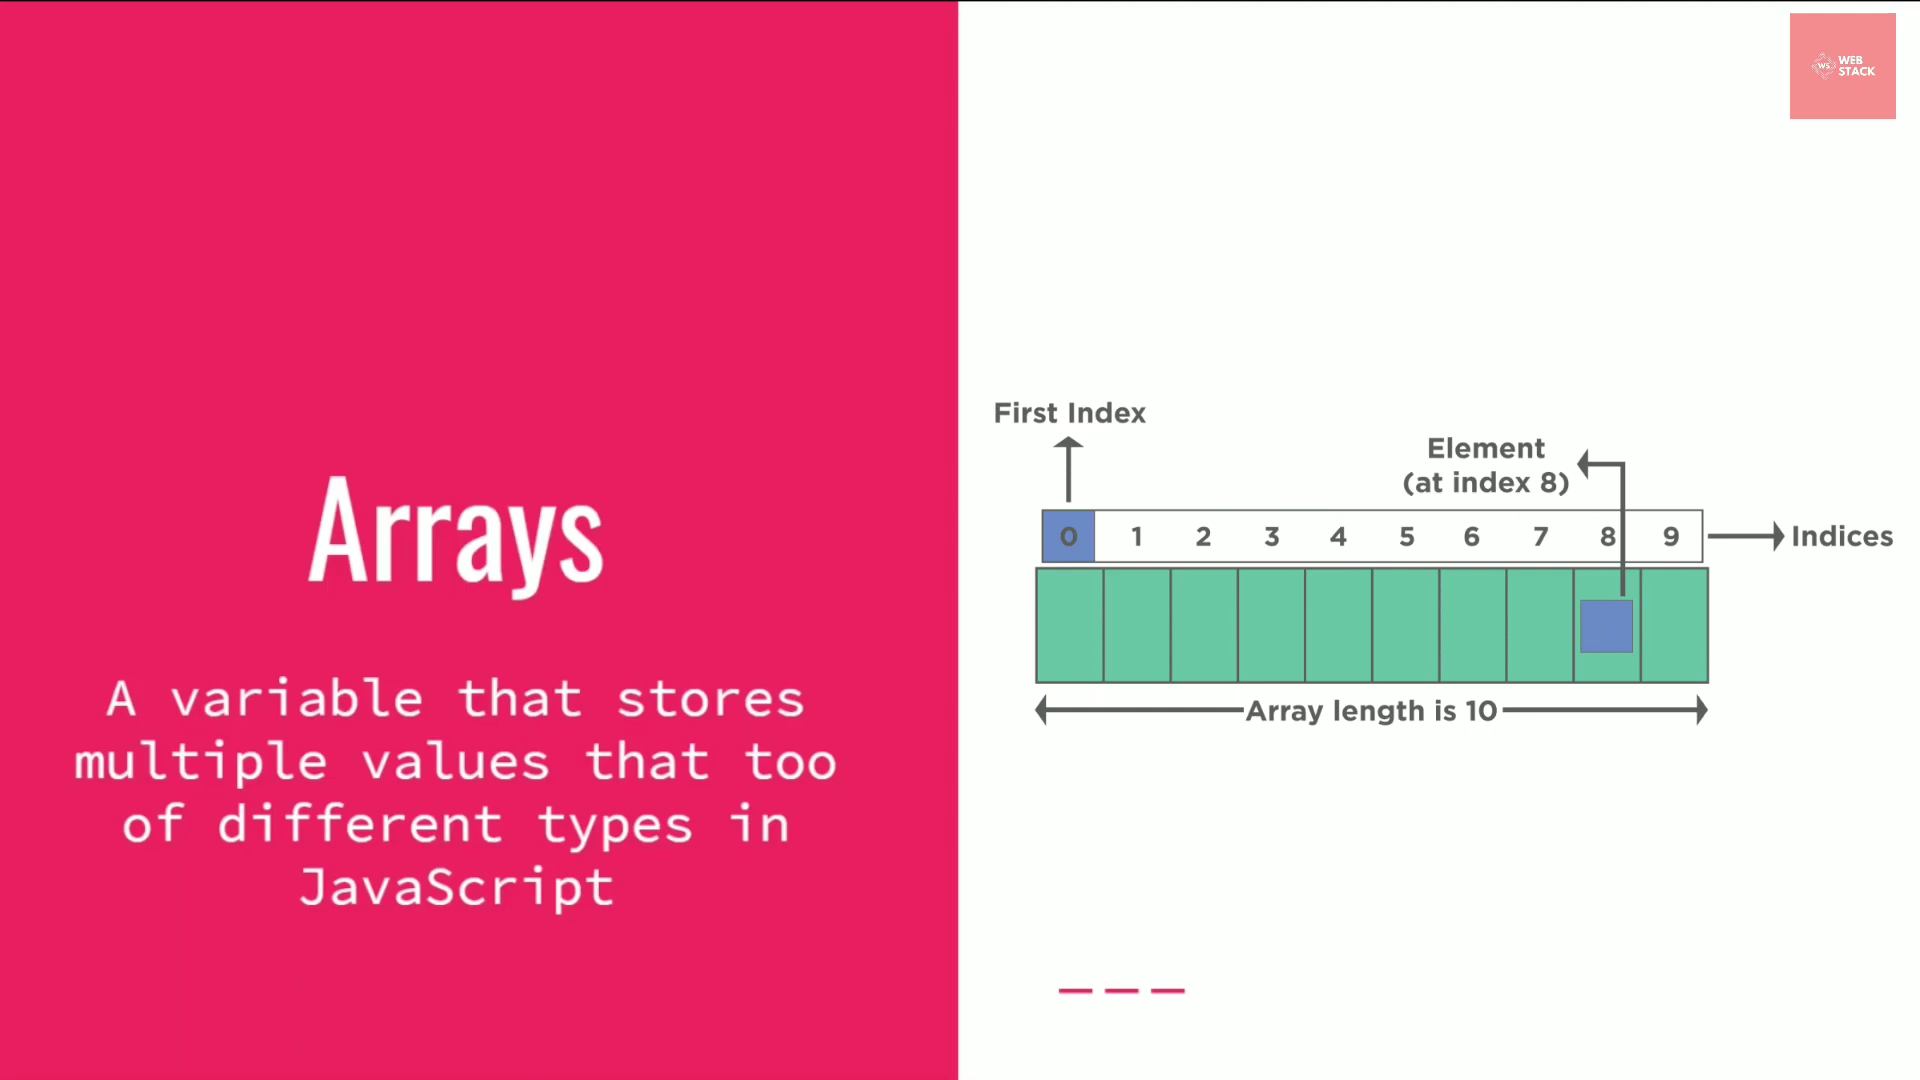 Arrays
A variable that stores
multiple values that too
of different types in
JavaScript
WS
WEB
STACK
First Index
Element
(at index 8)
0 1 2 3 4 5 6 7 8 9
Indices
Array length is 10